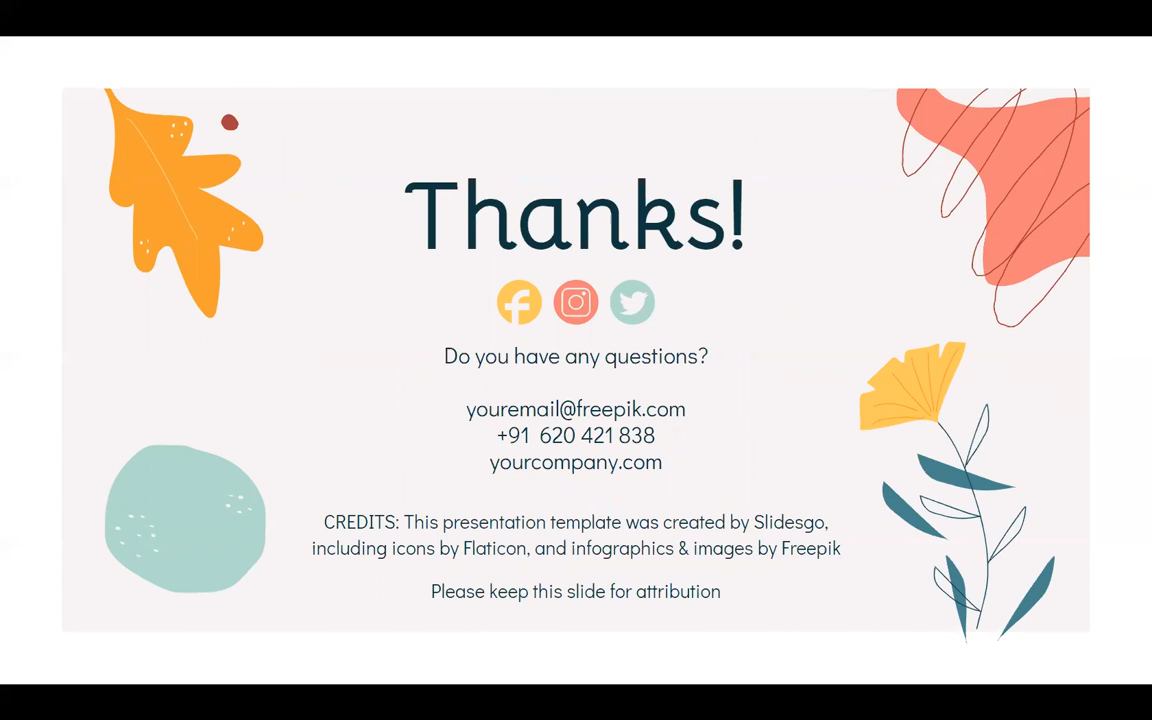 Thanks!
Do you have any questions?
youremail@freepik.com
+91 620 421 838
yourcompany.com
CREDITS: This presentation template was created by Slidesgo,
including icons by Flaticon, and infographics & images by Freepik
Please keep this slide for attribution